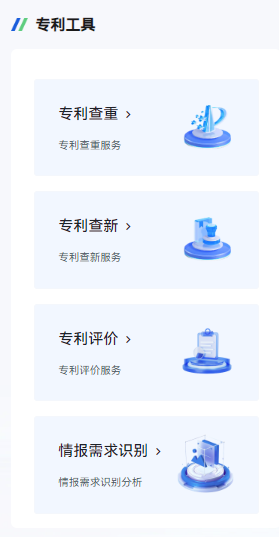 专利工具
专利查重 >
专利查重服务
专利查新 >
专利查新服务
专利评价 >
专利评价服务
情报需求识别 >
情报需求识别分析